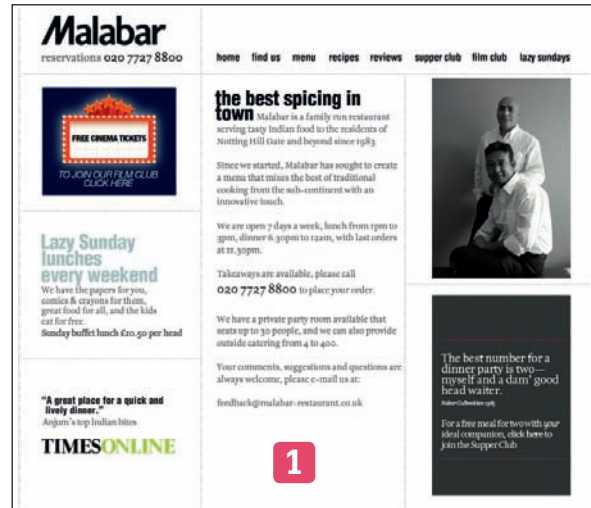 Malabar
reservations 020 7727 8800
home find us menu recipes reviews supper club film club lazy sundays
FREE CINEMA TICKETS
TO JOIN OUR FILM CLUB
CLICK HERE
Lazy Sunday
lunches
every weekend
We have the papers for you,
comics & crayons for them,
great food for all, and the kids
eat for free.
Sunday buffet lunch £10.50 per head
“A great place for a quick and
lively dinner.”
Anjum's top Indian bites
TIMESONLINE
the best spicing in
town Malabar is a family run restaurant
serving tasty Indian food to the residents of
Notting Hill Gate and beyond since 1983.
Since we started, Malabar has sought to create
a menu that mixes the best of traditional
cooking from the sub-continent with an
innovative touch.
We are open 7 days a week, lunch from 1pm to
3pm, dinner 6.30pm to 12am, with last orders
at 11.30pm.
Takeaways are available, please call
020 7727 8800 to place your order.
We have a private party room available that
seats up to 30 people, and we can also provide
outside catering from 4 to 400.
Your comments, suggestions and questions are
always welcome, please e-mail us at:
feedback@malabar-restaurant.co.uk
1
The best number for a
dinner party is two—
myself and a dam' good
head waiter.
For a free meal for two with your
ideal companion, click here to
join the Supper Club